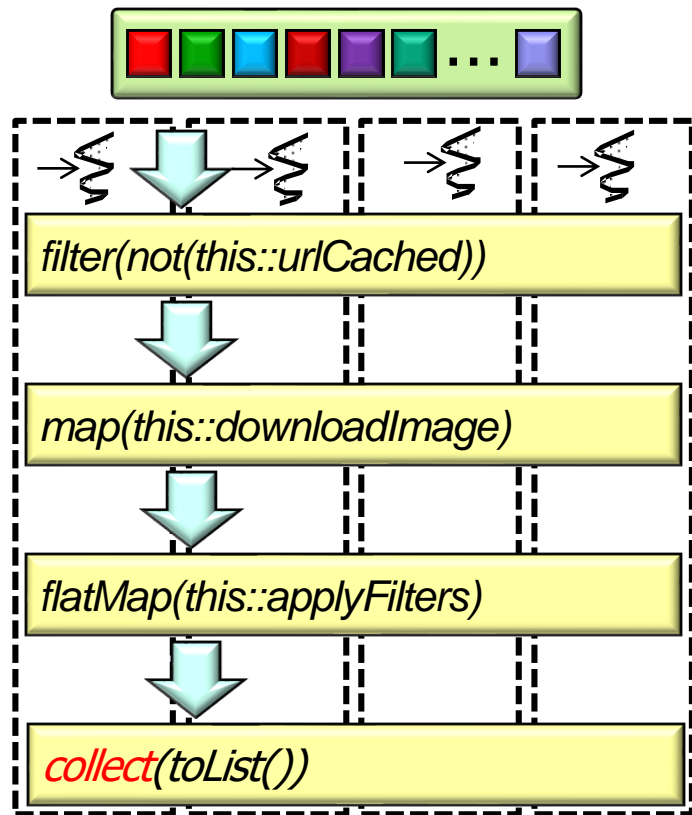 ...
filter(not(this::urlCached))
map(this::downloadImage)
flatMap(this::applyFilters)
collect(toList())